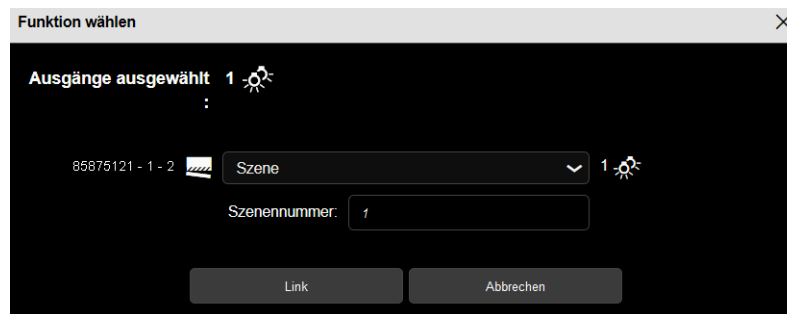 Funktion wählen
Ausgänge ausgewählt 1
:
85875121 - 1 - 2 Szene 1
Szenennummer: 1
Link Abbrechen